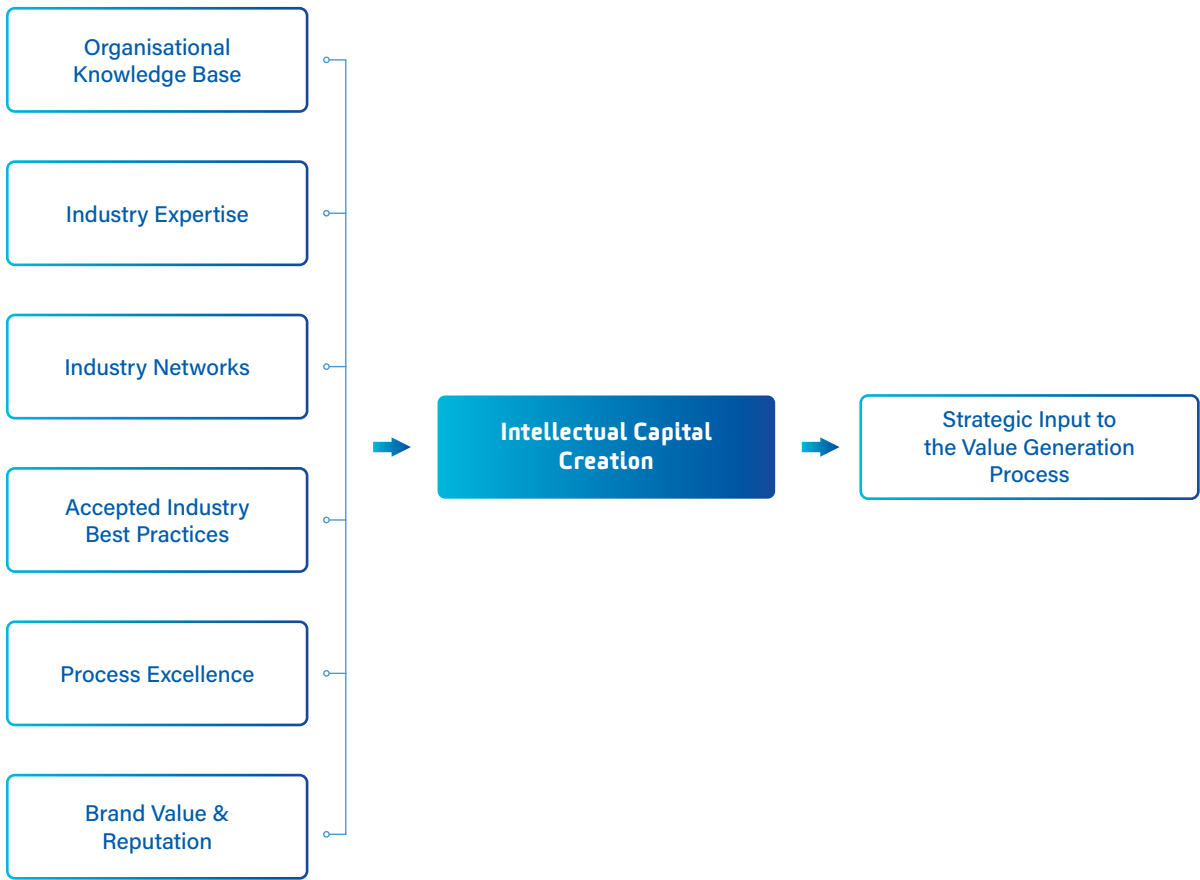 Organisational
Knowledge Base
Industry Expertise
Industry Networks
Accepted Industry
Best Practices
Process Excellence
Brand Value &
Reputation
Intellectual Capital
Creation
Strategic Input to
the Value Generation
Process